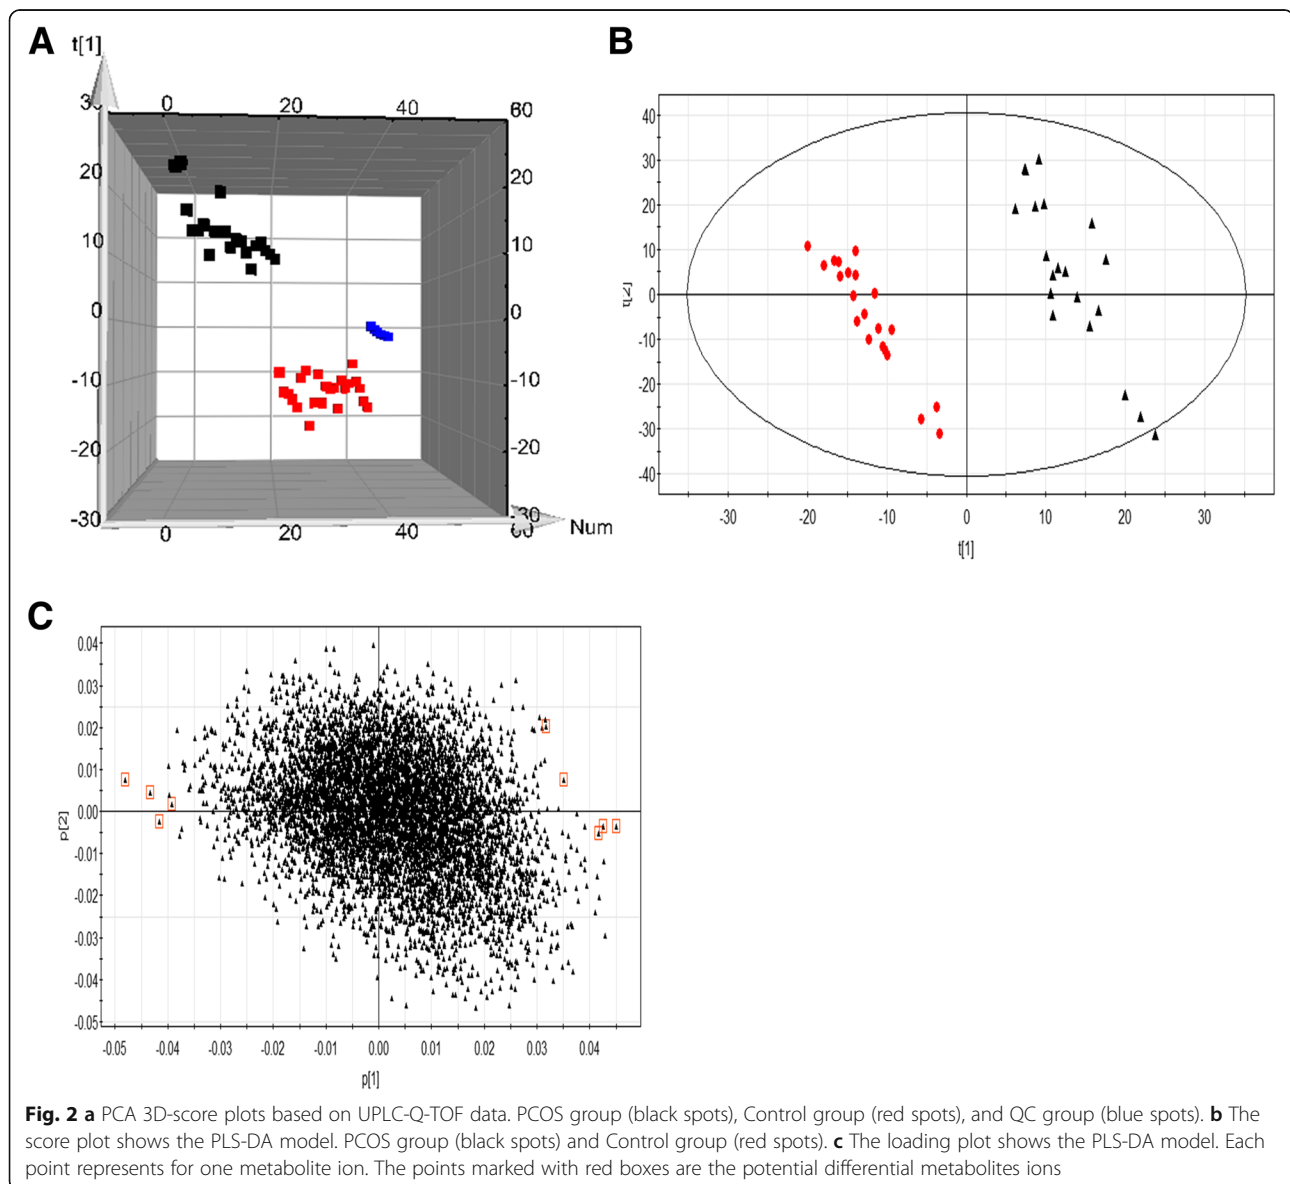 A
B
t[1]
0 20 40 60
30
20
10
0
-10
-20
-30
20
10
0
-10
-20
-30
0 20 40 60
Num
40
30
20
10
0
-10
-20
-30
-40
t[2]
-30 -20 -10 0 10 20 30
t[1]
C
0.04
0.03
0.02
0.01
0.00
-0.01
-0.02
-0.03
-0.04
-0.05
p[2]
-0.05 -0.04 -0.03 -0.02 -0.01 0.00 0.01 0.02 0.03 0.04
p[1]
Fig. 2 a PCA 3D-score plots based on UPLC-Q-TOF data. PCOS group (black spots), Control group (red spots), and QC group (blue spots). b The
score plot shows the PLS-DA model. PCOS group (black spots) and Control group (red spots). c The loading plot shows the PLS-DA model. Each
point represents for one metabolite ion. The points marked with red boxes are the potential differential metabolites ions